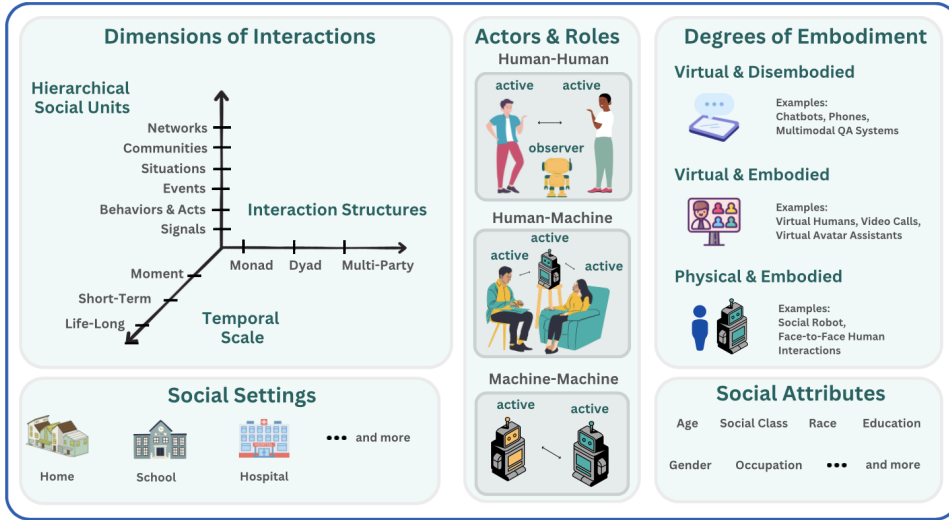 Dimensions of Interactions
Hierarchical
Social Units
Networks
Communities
Situations
Events
Behaviors & Acts
Signals
Interaction Structures
Monad
Dyad
Multi-Party
Moment
Short-Term
Life-Long
Temporal
Scale
Social Settings
Home
School
Hospital
••• and more
Actors & Roles
Human-Human
active
active
observer
Human-Machine
active
active
active
Machine-Machine
active
active
Degrees of Embodiment
Virtual & Disembodied
Examples:
Chatbots, Phones,
Multimodal QA Systems
Virtual & Embodied
Examples:
Virtual Humans, Video Calls,
Virtual Avatar Assistants
Physical & Embodied
Examples:
Social Robot,
Face-to-Face Human
Interactions
Social Attributes
Age Social Class Race Education
Gender Occupation ••• and more